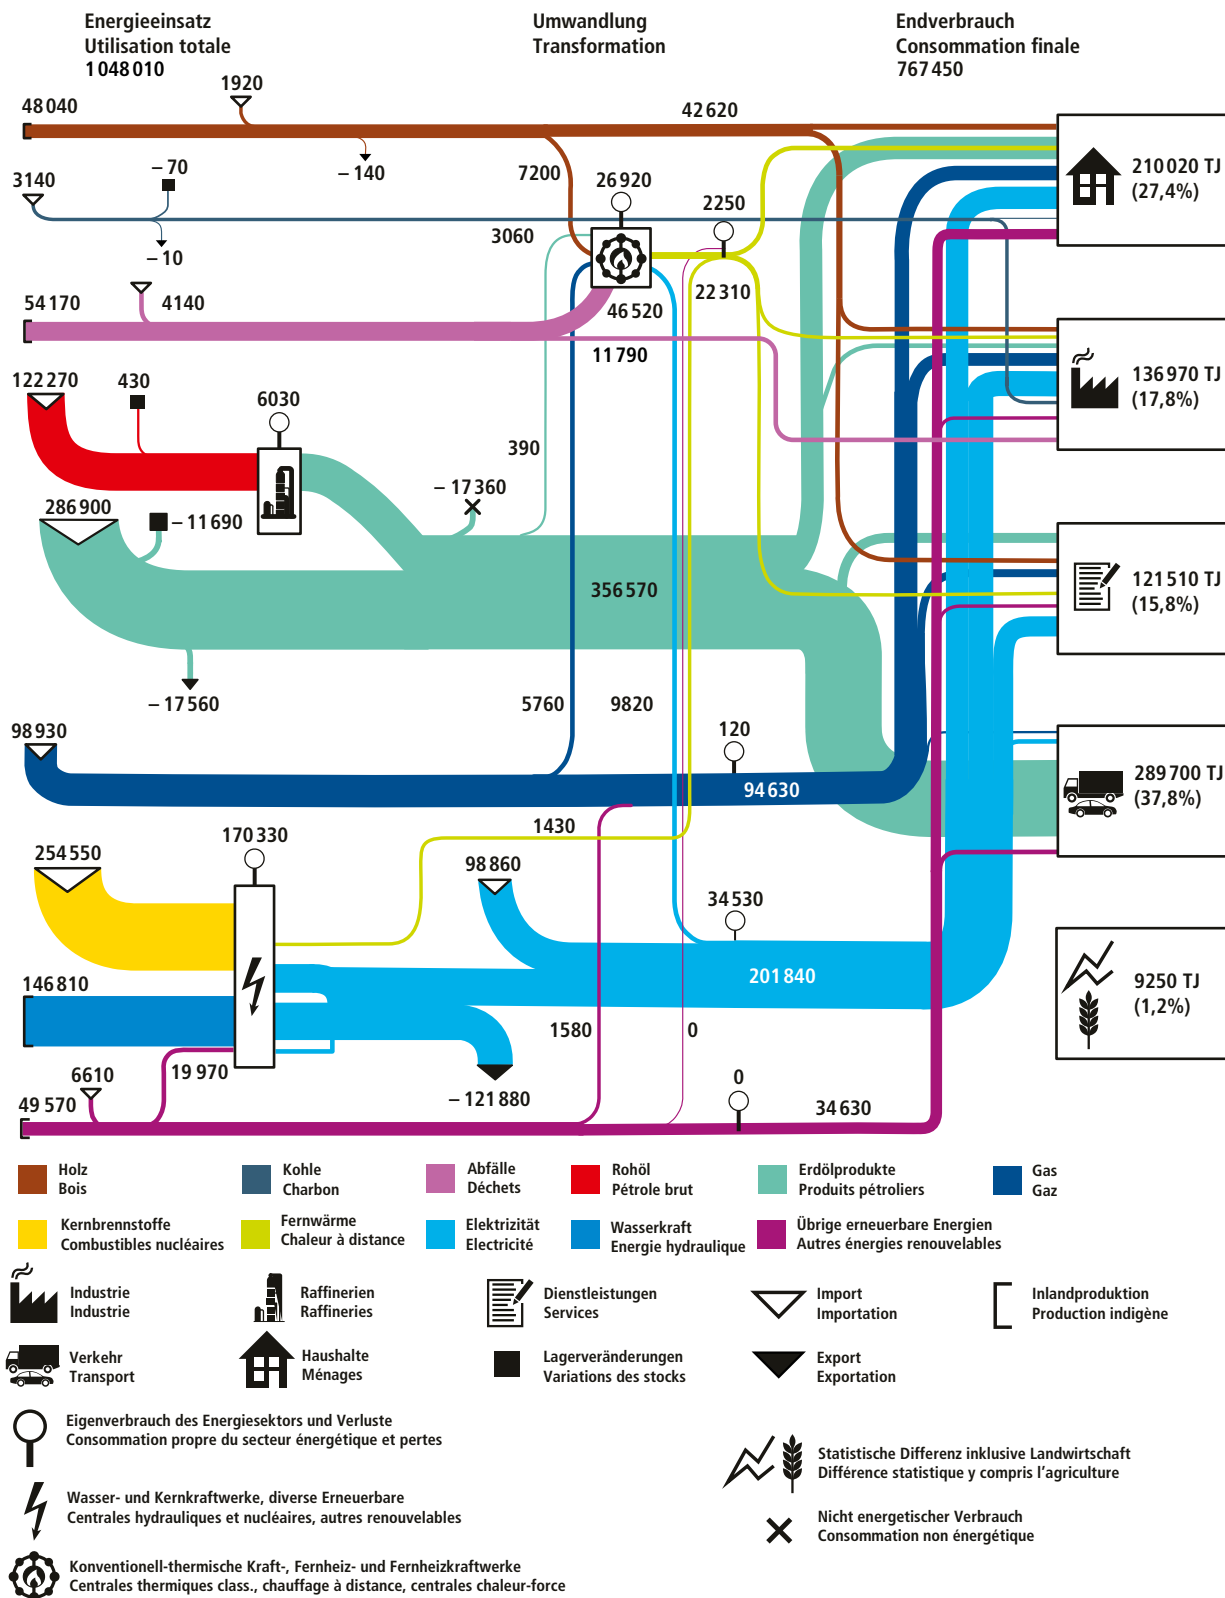 Energieeinsatz
Utilisation totale
1 048 010
Umwandlung
Transformation
Endverbrauch
Consommation finale
767 450
1920
48 040
42 620
– 140
7200
– 70
3140
– 10
26 920
2250
3060
210 020 TJ
(27,4%)
54 170
4140
46 520
22 310
11 790
136 970 TJ
(17,8%)
122 270
430
6030
390
– 17 360
286 900
– 11 690
356 570
121 510 TJ
(15,8%)
– 17 560
5760
9820
98 930
120
94 630
289 700 TJ
(37,8%)
170 330
1430
254 550
98 860
34 530
201 840
9250 TJ
(1,2%)
146 810
1580
0
6610
19 970
– 121 880
0
49 570
34 630
Holz
Bois
Kohle
Charbon
Abfälle
Déchets
Rohöl
Pétrole brut
Erdölprodukte
Produits pétroliers
Gas
Gaz
Kernbrennstoffe
Combustibles nucléaires
Fernwärme
Chaleur à distance
Elektrizität
Electricité
Wasserkraft
Energie hydraulique
Übrige erneuerbare Energien
Autres énergies renouvelables
Industrie
Industrie
Raffinerien
Raffineries
Dienstleistungen
Services
Import
Importation
Inlandproduktion
Production indigène
Verkehr
Transport
Haushalte
Ménages
Lagerveränderungen
Variations des stocks
Export
Exportation
Eigenverbrauch des Energiesektors und Verluste
Consommation propre du secteur énergétique et pertes
Statistische Differenz inklusive Landwirtschaft
Différence statistique y compris l'agriculture
Wasser- und Kernkraftwerke, diverse Erneuerbare
Centrales hydrauliques et nucléaires, autres renouvelables
Nicht energetischer Verbrauch
Consommation non énergétique
Konventionell-thermische Kraft-, Fernheiz- und Fernheizkraftwerke
Centrales thermiques class., chauffage à distance, centrales chaleur-force